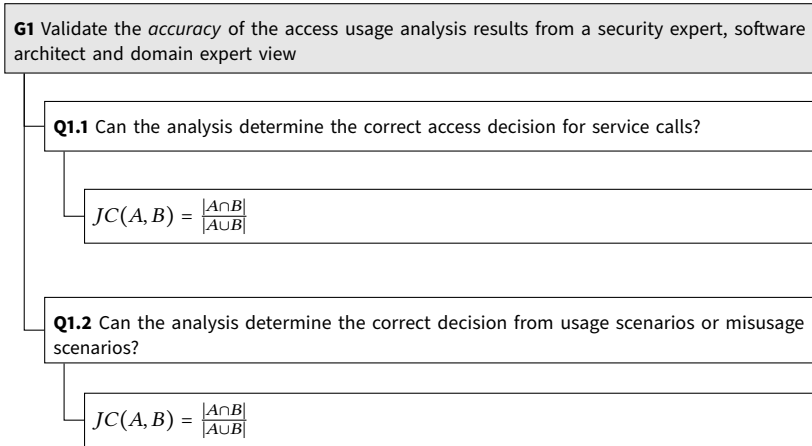 G1 Validate the accuracy of the access usage analysis results from a security expert, software
architect and domain expert view
Q1.1 Can the analysis determine the correct access decision for service calls?
JC(A, B) = |A∩B| / |A∪B|
Q1.2 Can the analysis determine the correct decision from usage scenarios or misusage
scenarios?
JC(A, B) = |A∩B| / |A∪B|